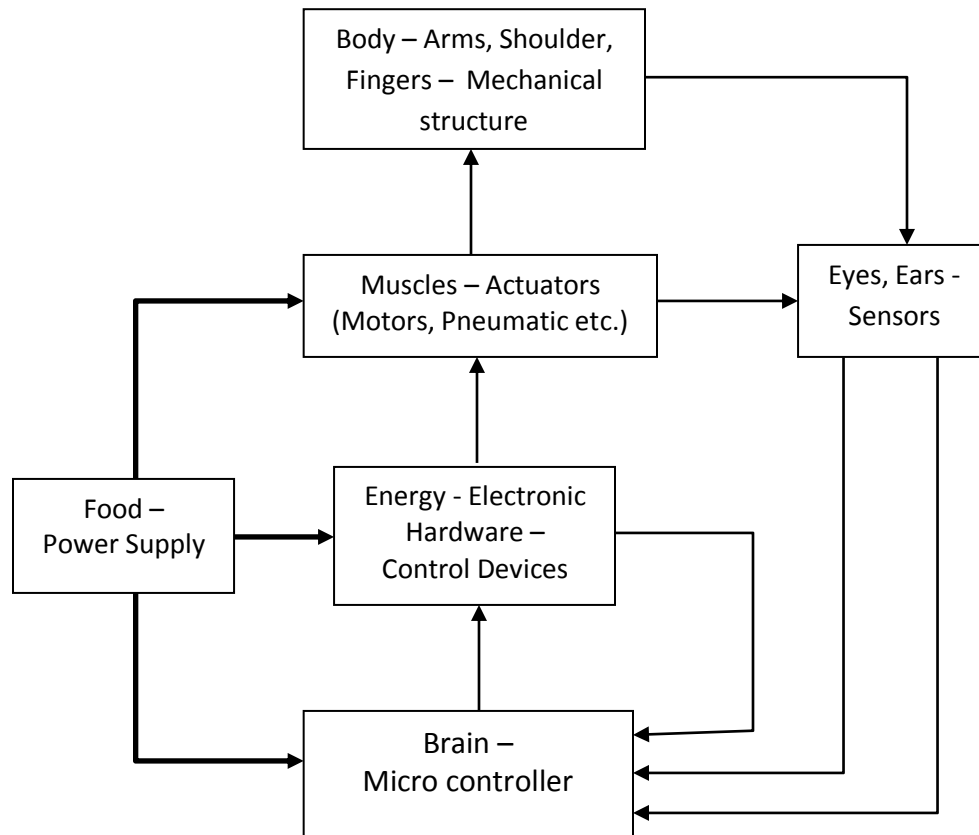 Body – Arms, Shoulder,
Fingers – Mechanical
structure
Muscles – Actuators
(Motors, Pneumatic etc.)
Eyes, Ears -
Sensors
Food –
Power Supply
Energy - Electronic
Hardware –
Control Devices
Brain –
Micro controller